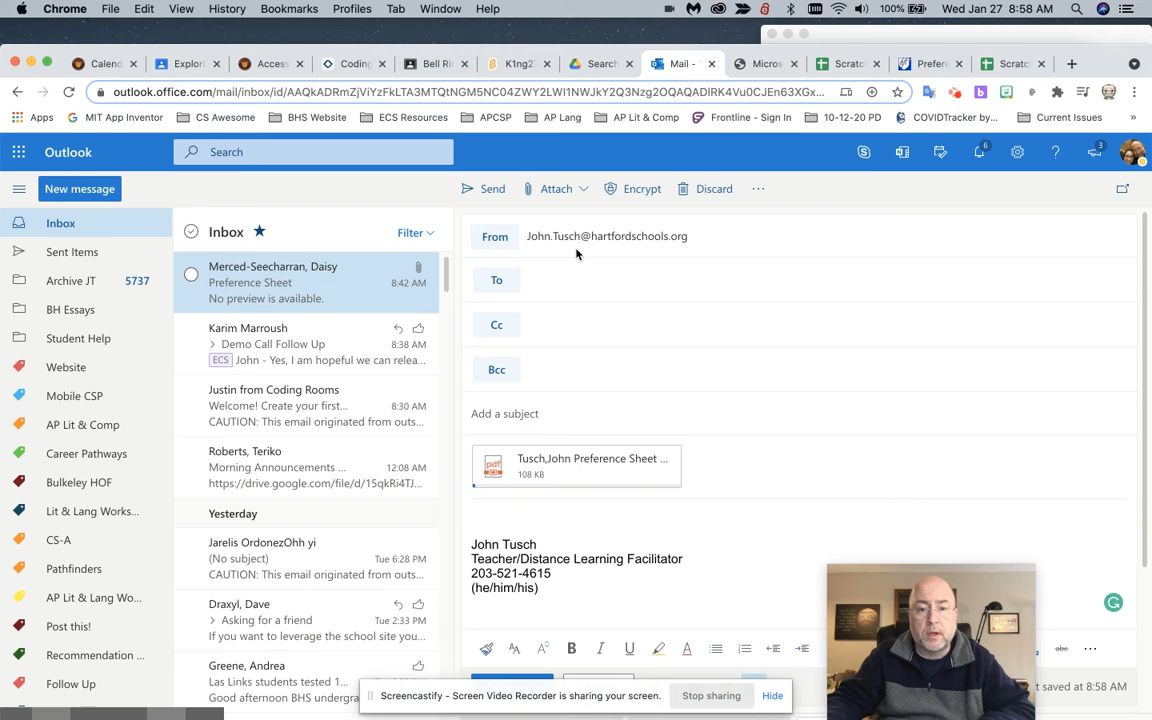 Chrome File Edit View History Bookmarks Profiles Tab Window Help 100% Wed Jan 27 8:58 AM
Calend Explori Access Coding Bell Ri K1ng2 Search Mail - Micros Scratc Prefere Scratc
outlook.office.com/mail/inbox/id/
Apps MIT App Inventor CS Awesome BHS Website ECS Resources APCSP AP Lang AP Lit & Comp Frontline - Sign In 10-12-20 PD COVIDTracker by... Current Issues »
Outlook Search 6 3
New message Send Attach Encrypt Discard
Inbox
Sent Items
Archive JT 5737
BH Essays
Student Help
Website
Mobile CSP
AP Lit & Comp
Career Pathways
Bulkeley HOF
Lit & Lang Works...
CS-A
Pathfinders
AP Lit & Lang Wo...
Post this!
Recommendation ...
Follow Up
Inbox Filter
Merced-Seecharran, Daisy
Preference Sheet 8:42 AM
No preview is available.
Karim Marroush
> Demo Call Follow Up 8:38 AM
ECS John - Yes, I am hopeful we can relea...
Justin from Coding Rooms
Welcome! Create your first... 8:30 AM
CAUTION: This email originated from outs...
Roberts, Teriko
Morning Announcements ... 12:08 AM
https://drive.google.com/file/d/15qkRi4TJ...
Yesterday
Jarelis OrdonezOhh yi
(No subject) Tue 6:28 PM
CAUTION: This email originated from outs...
Draxyl, Dave
> Asking for a friend Tue 2:33 PM
If you want to leverage the school site you...
Greene, Andrea
Las Links students tested 1...
Good afternoon BHS undergra
From John.Tusch@hartfordschools.org
To
Cc
Bcc
Add a subject
pdf Tusch,John Preference Sheet ...
108 KB
John Tusch
Teacher/Distance Learning Facilitator
203-521-4615
(he/him/his)
t saved at 8:58 AM
Screencastify - Screen Video Recorder is sharing your screen. Stop sharing Hide